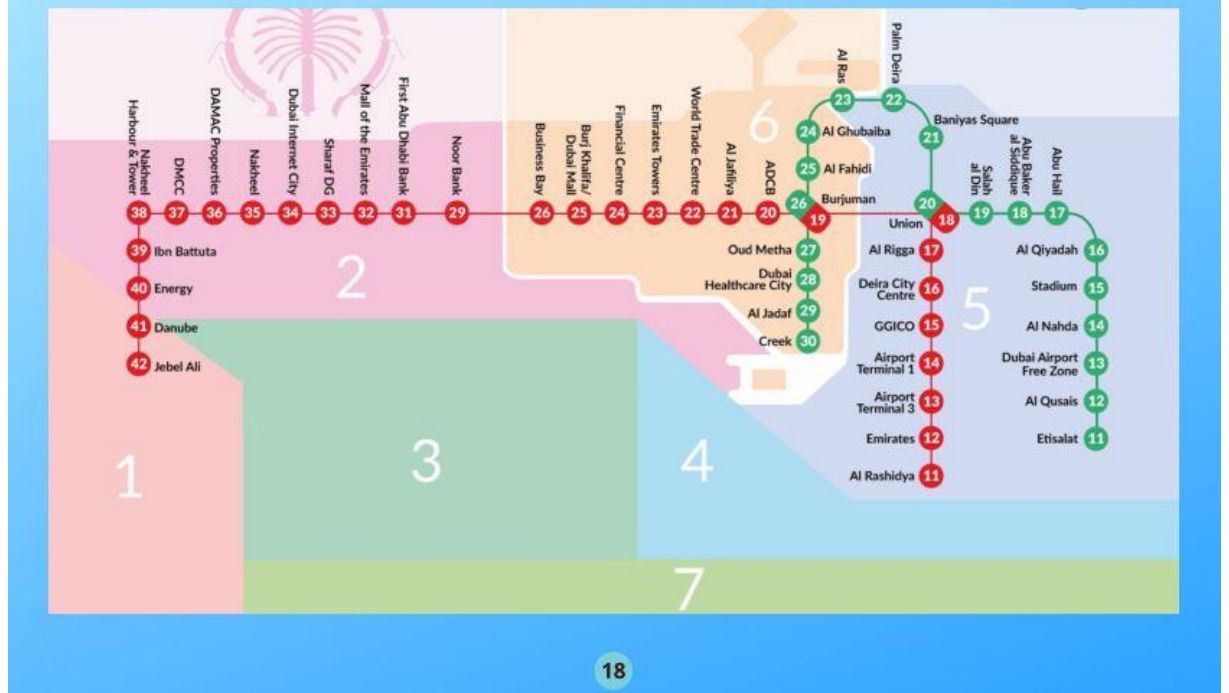 Harbour & Tower
Nakheel
DMCC
DAMAC Properties
Nakheel
Dubai Internet City
Sharaf DG
Mall of the Emirates
First Abu Dhabi Bank
Noor Bank
Business Bay
Burj Khalifa/
Dubai Mall
Financial Centre
Emirates Towers
World Trade Centre
Al Jafiliya
ADCB
Al Ras
Palm Deira
6
23
22
24
Al Ghubaiba
21
Baniyas Square
25
Al Fahidi
Salah
al Din
Abu Baker
al Siddique
Abu Hail
38
37
36
35
34
33
32
31
29
26
25
24
23
22
21
20
26
19
Burjuman
Union
20
18
19
18
17
39
Ibn Battuta
40
Energy
41
Danube
42
Jebel Ali
2
Oud Metha
27
Dubai
Healthcare City
28
Al Jadaf
29
Creek
30
Al Rigga
17
Deira City
Centre
16
GGICO
15
Airport
Terminal 1
14
Airport
Terminal 3
13
Emirates
12
Al Rashidya
11
5
Al Qiyadah
16
Stadium
15
Al Nahda
14
Dubai Airport
Free Zone
13
Al Qusais
12
Etisalat
11
1
3
4
7
18